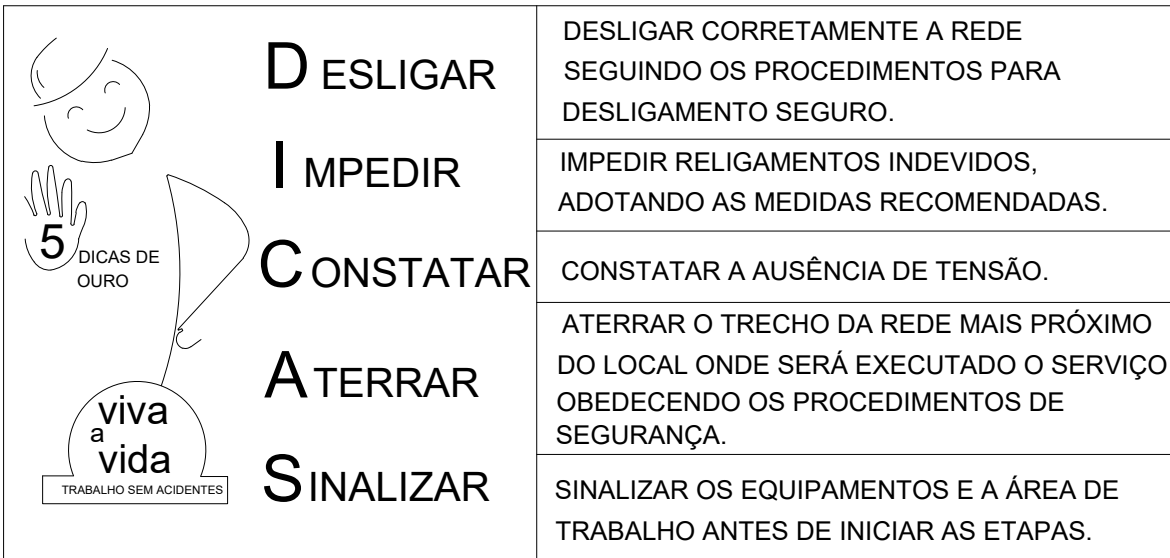 DESLIGAR
DESLIGAR CORRETAMENTE A REDE
SEGUINDO OS PROCEDIMENTOS PARA
DESLIGAMENTO SEGURO.
IMPEDIR
IMPEDIR RELIGAMENTOS INDEVIDOS,
ADOTANDO AS MEDIDAS RECOMENDADAS.
5 DICAS DE
OURO
CONSTATAR
CONSTATAR A AUSÊNCIA DE TENSÃO.
ATERRAR
ATERRAR O TRECHO DA REDE MAIS PRÓXIMO
DO LOCAL ONDE SERÁ EXECUTADO O SERVIÇO
OBEDECENDO OS PROCEDIMENTOS DE
SEGURANÇA.
viva
a
vida
TRABALHO SEM ACIDENTES
SINALIZAR
SINALIZAR OS EQUIPAMENTOS E A ÁREA DE
TRABALHO ANTES DE INICIAR AS ETAPAS.